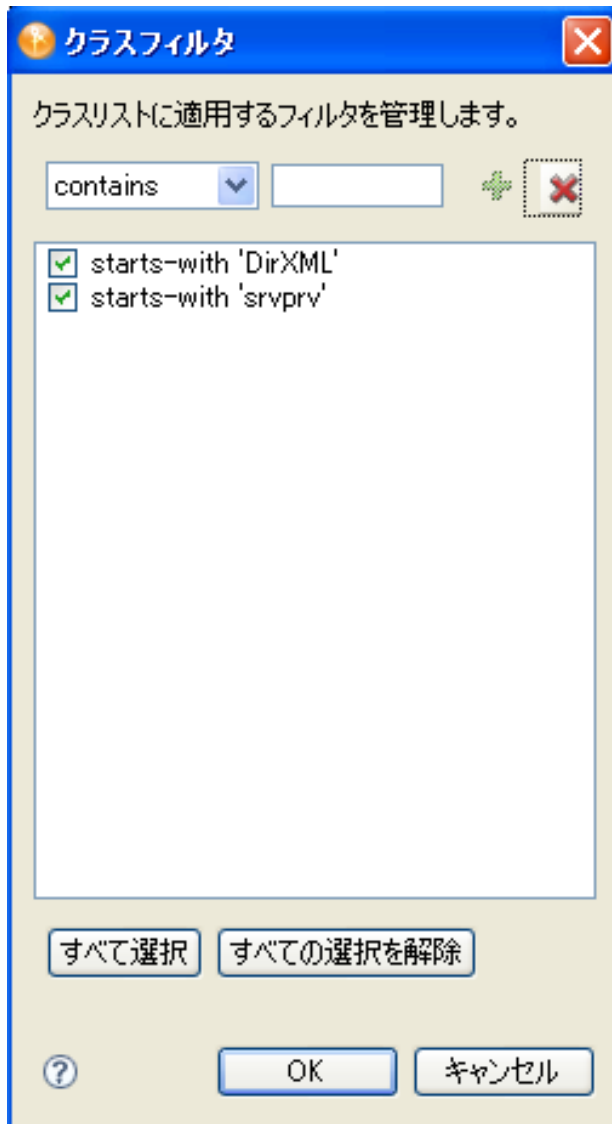 クラスフィルタ
クラスリストに適用するフィルタを管理します。
contains
starts-with 'DirXML'
starts-with 'srvprv'
すべて選択 すべての選択を解除
? OK キャンセル